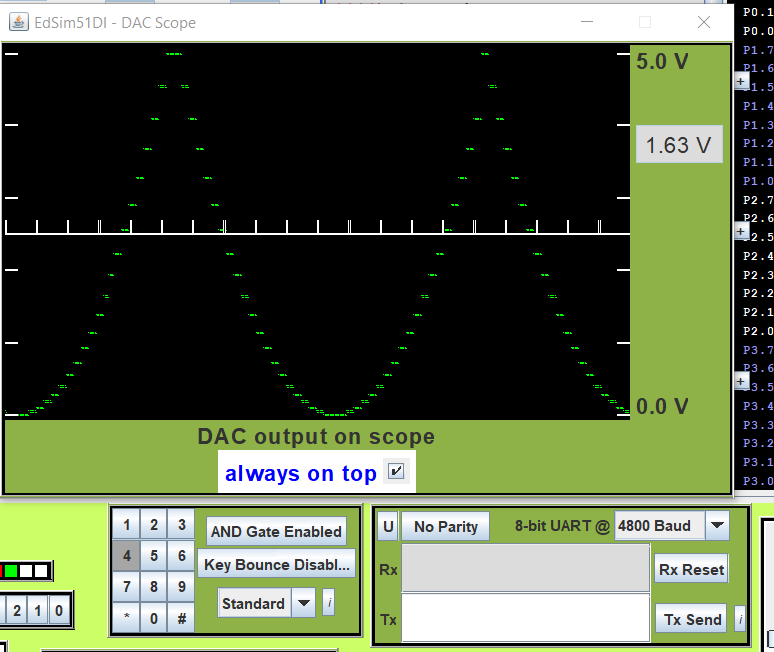 EdSim51DI - DAC Scope
5.0 V
1.63 V
0.0 V
DAC output on scope
always on top
P0.1
P0.0
P1.7
P1.6
P1.5
P1.4
P1.3
P1.2
P1.1
P1.0
P2.7
P2.6
P2.5
P2.4
P2.3
P2.2
P2.1
P2.0
P3.7
P3.6
P3.5
P3.4
P3.3
P3.2
P3.1
P3.0
+
+
+
2 1 0
1 2 3
4 5 6
7 8 9
* 0 #
AND Gate Enabled
Key Bounce Disabl...
Standard
i
U
No Parity
8-bit UART @
4800 Baud
Rx
Rx Reset
Tx
Tx Send
i